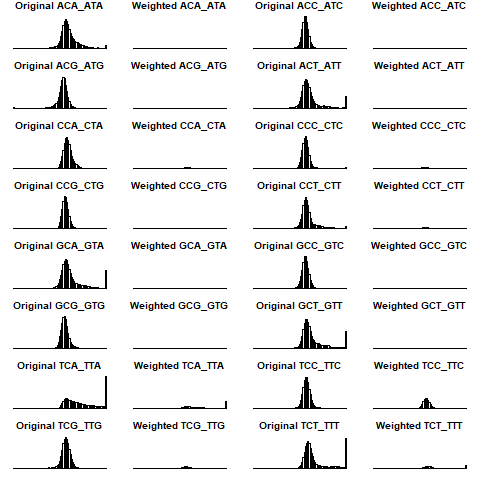 Original ACA_ATA Weighted ACA_ATA Original ACC_ATC Weighted ACC_ATC
Original ACG_ATG Weighted ACG_ATG Original ACT_ATT Weighted ACT_ATT
Original CCA_CTA Weighted CCA_CTA Original CCC_CTC Weighted CCC_CTC
Original CCG_CTG Weighted CCG_CTG Original CCT_CTT Weighted CCT_CTT
Original GCA_GTA Weighted GCA_GTA Original GCC_GTC Weighted GCC_GTC
Original GCG_GTG Weighted GCG_GTG Original GCT_GTT Weighted GCT_GTT
Original TCA_TTA Weighted TCA_TTA Original TCC_TTC Weighted TCC_TTC
Original TCG_TTG Weighted TCG_TTG Original TCT_TTT Weighted TCT_TTT